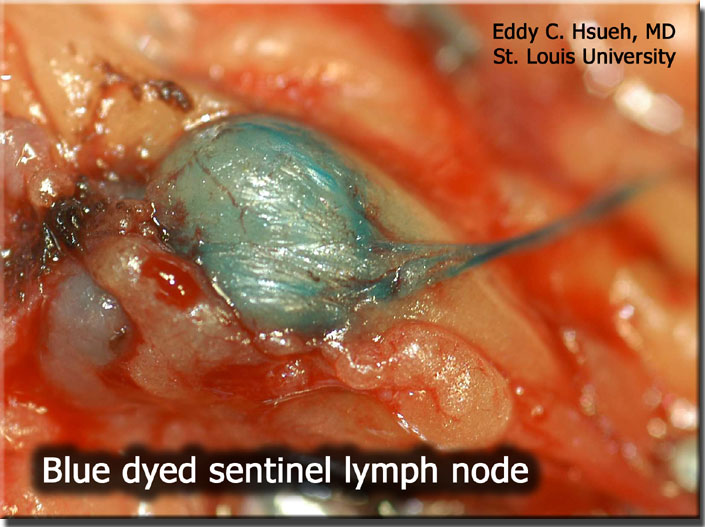 Eddy C. Hsueh, MD
St. Louis University
Blue dyed sentinel lymph node